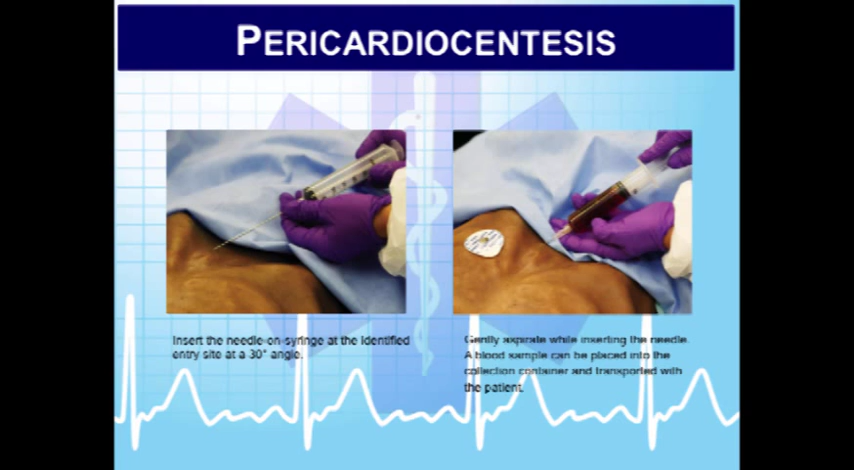 PERICARDIOCENTESIS
Insert the needle-on-syringe at the identified
entry site at a 30° angle.
Gently aspirate while inserting the needle.
A blood sample can be placed into the
collection container and transported with
the patient.